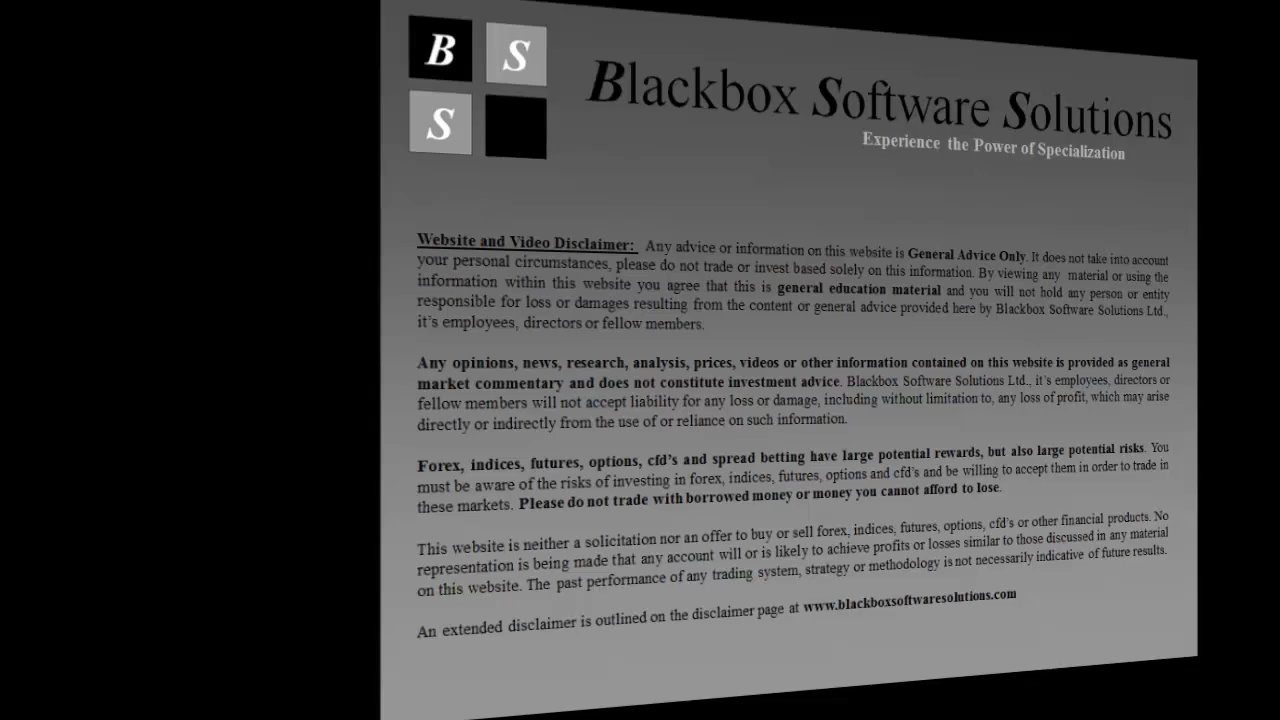 B S
S
Blackbox Software Solutions
Experience the Power of Specialization
Website and Video Disclaimer: Any advice or information on this website is General Advice Only. It does not take into account
your personal circumstances, please do not trade or invest based solely on this information. By viewing any material or using the
information within this website you agree that this is general education material and you will not hold any person or entity
responsible for loss or damages resulting from the content or general advice provided here by Blackbox Software Solutions Ltd.,
it's employees, directors or fellow members.
Any opinions, news, research, analysis, prices, videos or other information contained on this website is provided as general
market commentary and does not constitute investment advice. Blackbox Software Solutions Ltd., it's employees, directors or
fellow members will not accept liability for any loss or damage, including without limitation to, any loss of profit, which may arise
directly or indirectly from the use of or reliance on such information.
Forex, indices, futures, options, cfd's and spread betting have large potential rewards, but also large potential risks. You
must be aware of the risks of investing in forex, indices, futures, options and cfd's and be willing to accept them in order to trade in
these markets. Please do not trade with borrowed money or money you cannot afford to lose.
This website is neither a solicitation nor an offer to buy or sell forex, indices, futures, options, cfd's or other financial products. No
representation is being made that any account will or is likely to achieve profits or losses similar to those discussed in any material
on this website. The past performance of any trading system, strategy or methodology is not necessarily indicative of future results.
An extended disclaimer is outlined on the disclaimer page at www.blackboxsoftwaresolutions.com